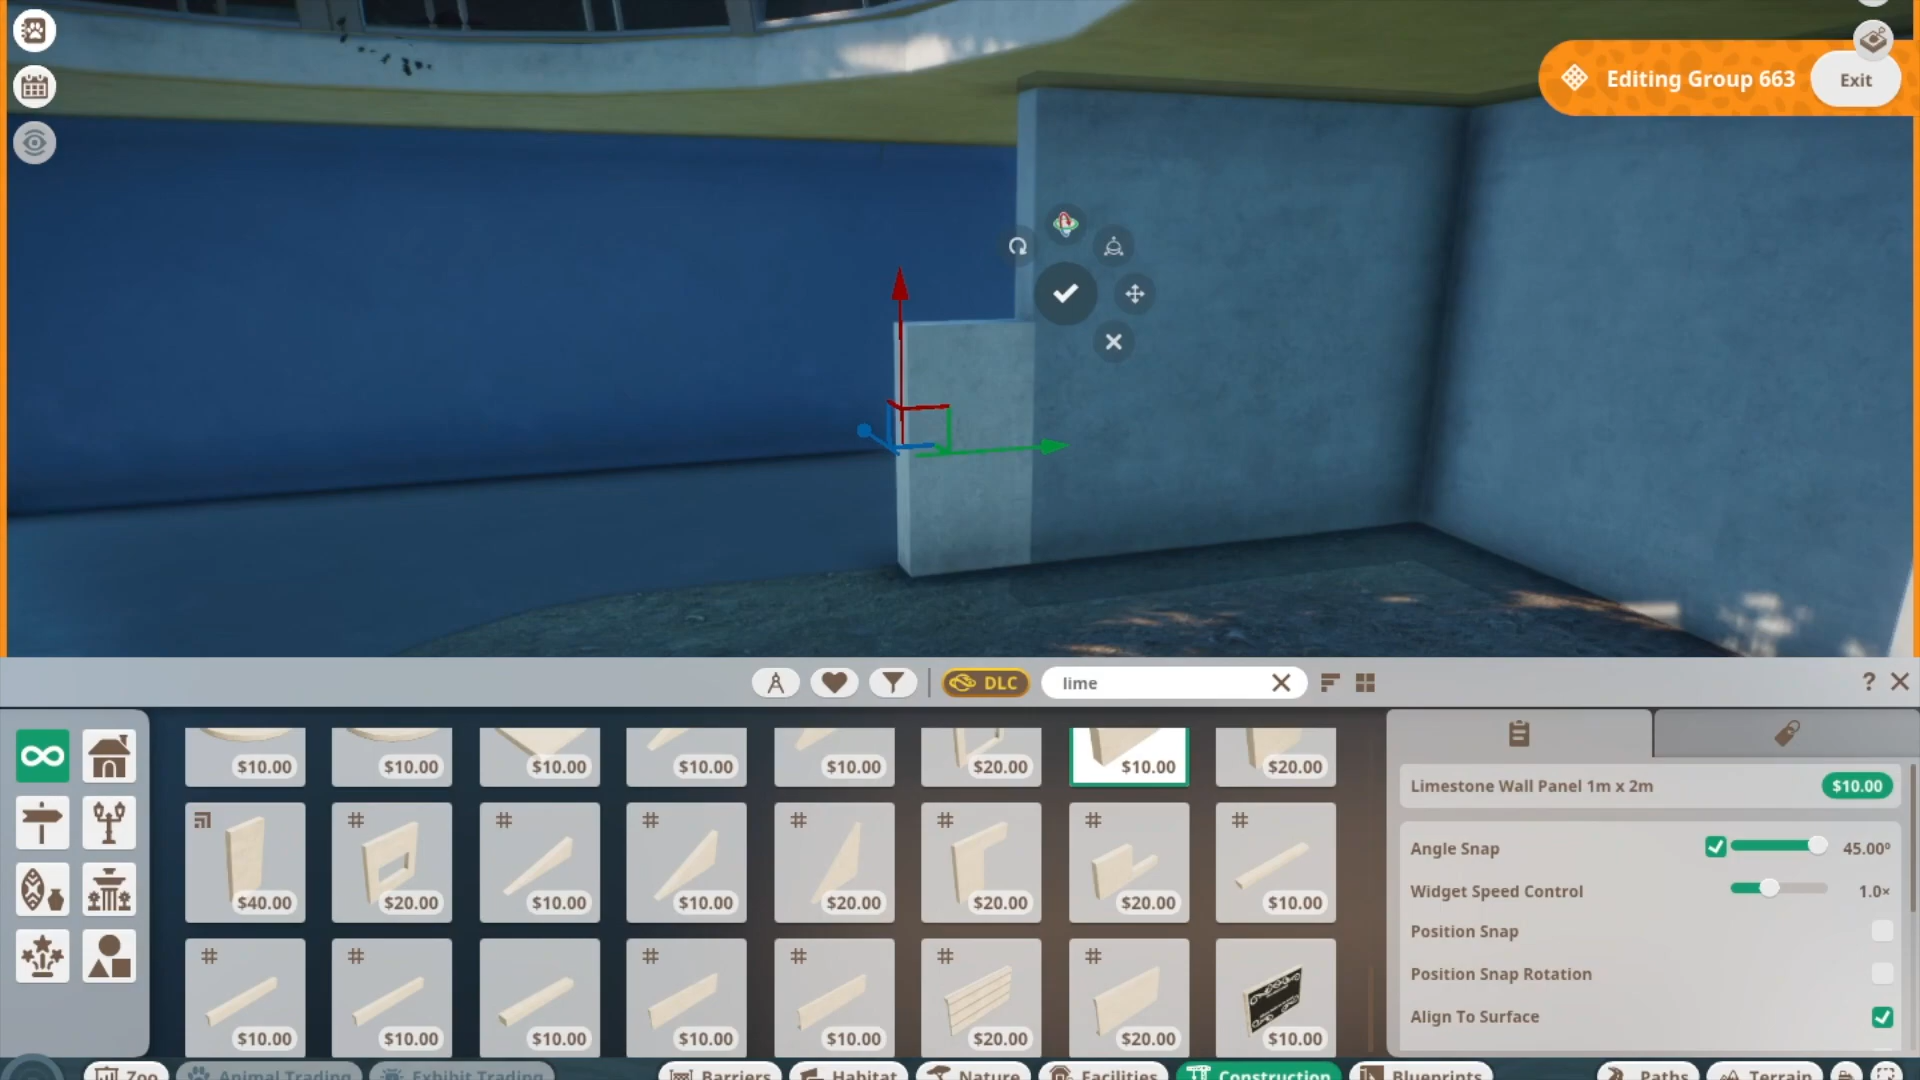 Editing Group 663
Exit
DLC
lime
?
$10.00
$10.00
$10.00
$10.00
$10.00
$20.00
$10.00
$20.00
$40.00
$20.00
$10.00
$10.00
$20.00
$20.00
$20.00
$10.00
$10.00
$10.00
$10.00
$10.00
$10.00
$20.00
$20.00
$10.00
Limestone Wall Panel 1m x 2m
$10.00
Angle Snap
45.00°
Widget Speed Control
1.0×
Position Snap
Position Snap Rotation
Align To Surface
Zoo
Animal Trading
Exhibit Trading
Barriers
Habitat
Nature
Facilities
Construction
Blueprints
Paths
Terrain